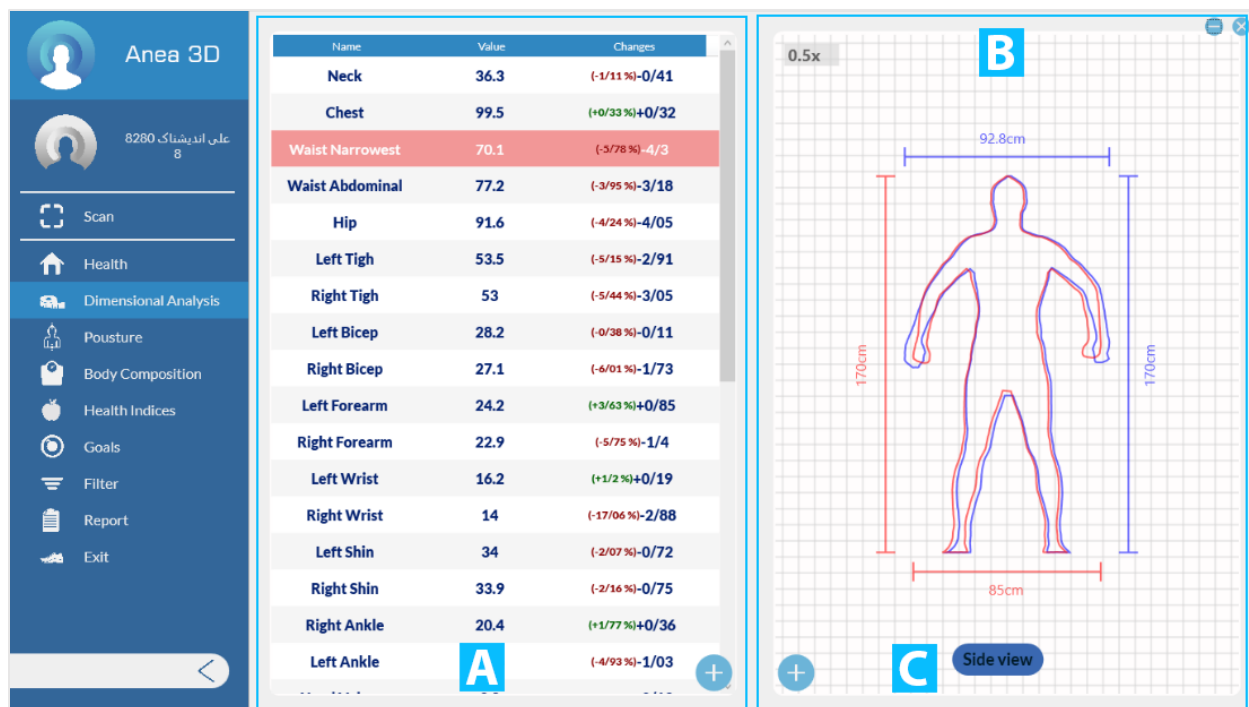 Anea 3D
علی اندیشناک 8280
8
Scan
Health
Dimensional Analysis
Pousture
Body Composition
Health Indices
Goals
Filter
Report
Exit
Name Value Changes
Neck 36.3 (-1/11 %)-0/41
Chest 99.5 (+0/33 %)+0/32
Waist Narrowest 70.1 (-5/78 %)-4/3
Waist Abdominal 77.2 (-3/95 %)-3/18
Hip 91.6 (-4/24 %)-4/05
Left Tigh 53.5 (-5/15 %)-2/91
Right Tigh 53 (-5/44 %)-3/05
Left Bicep 28.2 (-0/38 %)-0/11
Right Bicep 27.1 (-6/01 %)-1/73
Left Forearm 24.2 (+3/63 %)+0/85
Right Forearm 22.9 (-5/75 %)-1/4
Left Wrist 16.2 (+1/2 %)+0/19
Right Wrist 14 (-17/06 %)-2/88
Left Shin 34 (-2/07 %)-0/72
Right Shin 33.9 (-2/16 %)-0/75
Right Ankle 20.4 (+1/77 %)+0/36
Left Ankle (-4/93 %)-1/03
A
0.5x
B
92.8cm
170cm
170cm
85cm
C
Side view